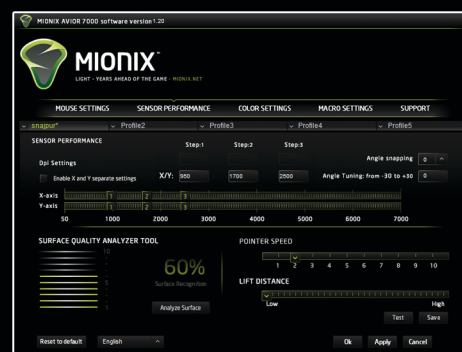 MIONIX AVIOR 7000 software version 1.20
MIONIX™
LIGHT - YEARS AHEAD OF THE GAME - MIONIX.NET
MOUSE SETTINGS SENSOR PERFORMANCE COLOR SETTINGS MACRO SETTINGS SUPPORT
snajpur* Profile2 Profile3 Profile4 Profile5
SENSOR PERFORMANCE
Step:1 Step:2 Step:3
Dpi Settings
Angle snapping 0
Enable X and Y separate settings
X/Y: 950 1700 2500
Angle Tuning: from -30 to +30 0
X-axis 1 2 3
Y-axis
50 1000 2000 3000 4000 5000 6000 7000
SURFACE QUALITY ANALYZER TOOL
10
5
1
60%
Surface Recognition
Analyze Surface
POINTER SPEED
1 2 3 4 5 6 7 8 9 10
LIFT DISTANCE
Low High
Test Save
Reset to default English Ok Apply Cancel